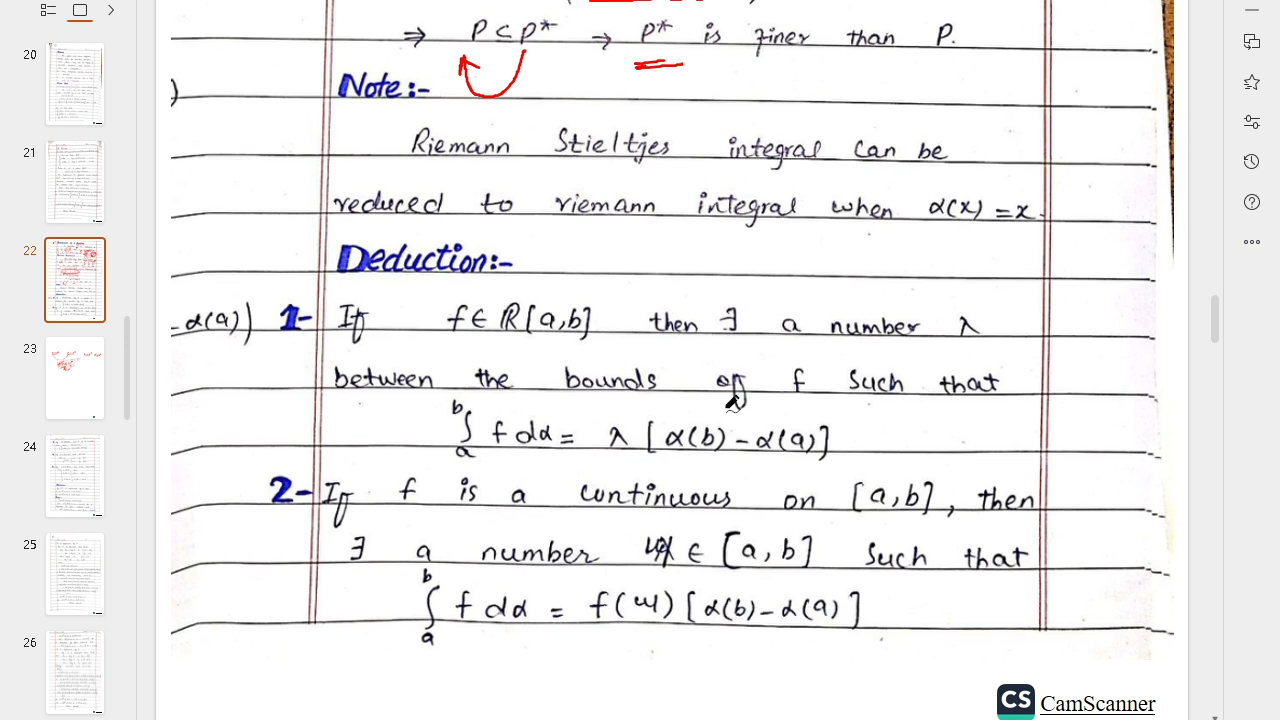 ⇒ P ⊂ P* → P* is finer than P.
Note:-
Riemann Stieltjes integral can be
reduced to riemann integral when α(x) = x.
Deduction:-
- α(a)) 1- If f ∈ R[a,b] then ∃ a number λ
between the bounds of f such that
∫ₐᵇ f dα = λ [α(b) - α(a)]
2- If f is a continuous on [a,b], then
∃ a number ∈ [a b] such that
∫ₐᵇ f dα = f(ω) [α(b) - α(a)]
CS CamScanner